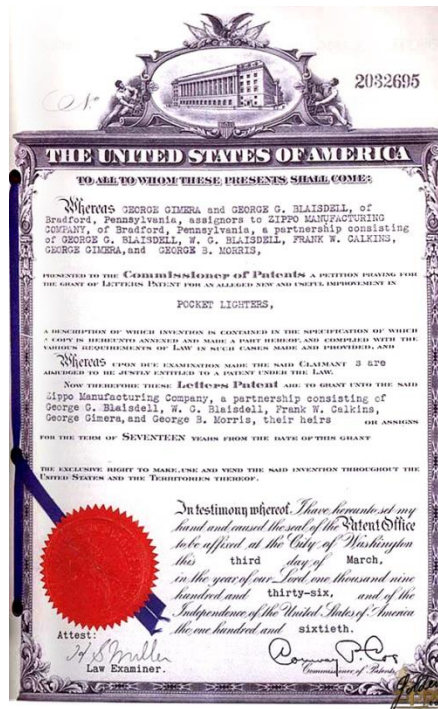 2032695
THE UNITED STATES OF AMERICA
TO ALL TO WHOM THESE PRESENTS SHALL COME:
Whereas GEORGE GIMERA and GEORGE G. BLAISDELL, of
Bradford, Pennsylvania, assignors to ZIPPO MANUFACTURING
COMPANY, of Bradford, Pennsylvania, a partnership consisting
of GEORGE G. BLAISDELL, W. G. BLAISDELL, FRANK W. CALKINS,
GEORGE GIMERA,and GEORGE B. MORRIS,
PRESENTED TO THE Commissioner of Patents A PETITION PRAYING FOR
THE GRANT OF LETTERS PATENT FOR AN ALLEGED NEW AND USEFUL IMPROVEMENT IN
POCKET LIGHTERS,
A DESCRIPTION OF WHICH INVENTION IS CONTAINED IN THE SPECIFICATION OF WHICH
COPY IS HEREUNTO ANNEXED AND MADE A PART HEREOF, AND COMPLIED WITH THE
VARIOUS REQUIREMENTS OF LAW IN SUCH CASES MADE AND PROVIDED, AND
Whereas UPON DUE EXAMINATION MADE THE SAID CLAIMANT s are
ADJUDGED TO BE JUSTLY ENTITLED TO A PATENT UNDER THE LAW.
NOW THEREFORE THESE Letters Patent ARE TO GRANT UNTO THE SAID
Zippo Manufacturing Company, a partnership consisting of
George G. Blaisdell, W. G. Blaisdell, Frank W. Calkins,
George Gimera,and George B. Morris, their heirs OR ASSIGNS
FOR THE TERM OF SEVENTEEN YEARS FROM THE DATE OF THIS GRANT
THE EXCLUSIVE RIGHT TO MAKE, USE AND VEND THE SAID INVENTION THROUGHOUT THE
UNITED STATES AND THE TERRITORIES THEREOF.
In testimony whereof, I have hereunto set my
hand and caused the seal of the Patent Office
to be affixed at the City of Washington
this third day of March,
in the year of our Lord, one thousand nine
hundred and thirty-six, and of the
Independence of the United States of America
the one hundred and sixtieth.
Attest:
Law Examiner.
Commissioner of Patents.